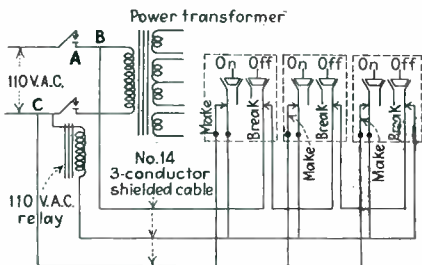 Power transformer
B
A
On Off
On Off
On Off
110 V.A.C.
C
Make
Break
Break
Break
Make
Make
No.14
3-conductor
shielded cable
110 V.A.C.
relay